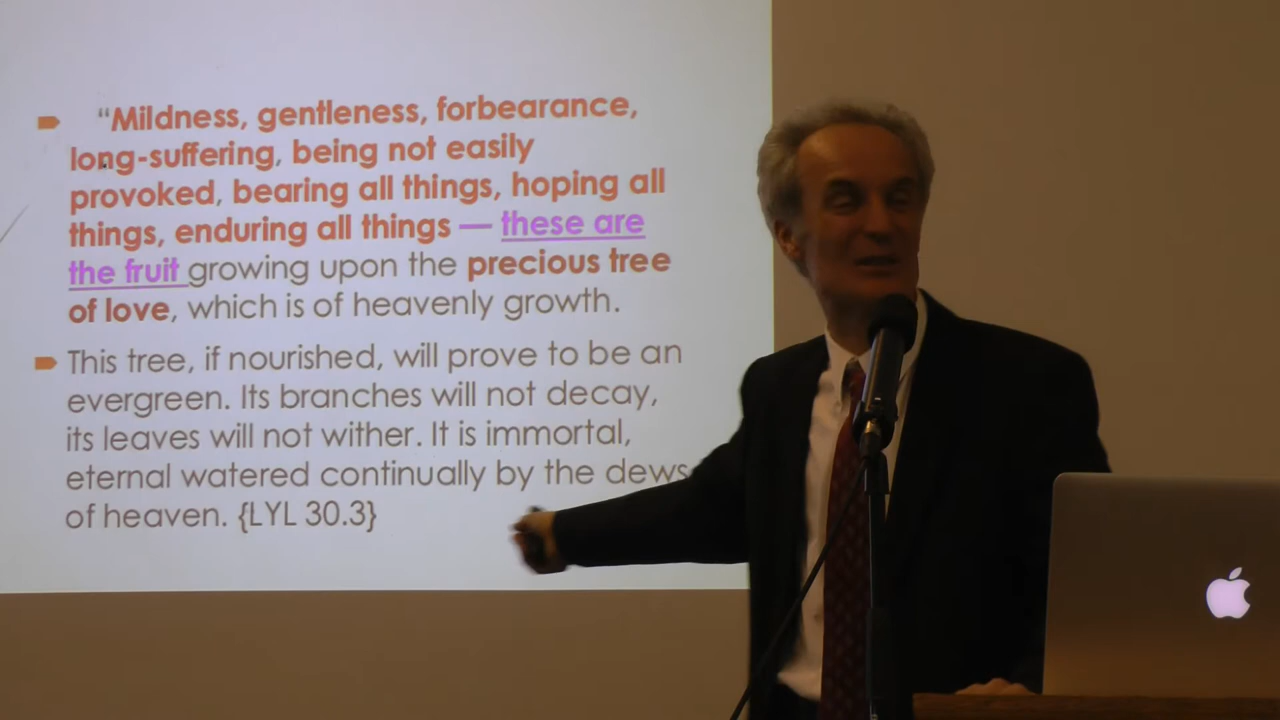 “Mildness, gentleness, forbearance,
long-suffering, being not easily
provoked, bearing all things, hoping all
things, enduring all things — these are
the fruit growing upon the precious tree
of love, which is of heavenly growth.
This tree, if nourished, will prove to be an
evergreen. Its branches will not decay,
its leaves will not wither. It is immortal,
eternal watered continually by the dews
of heaven. {LYL 30.3}